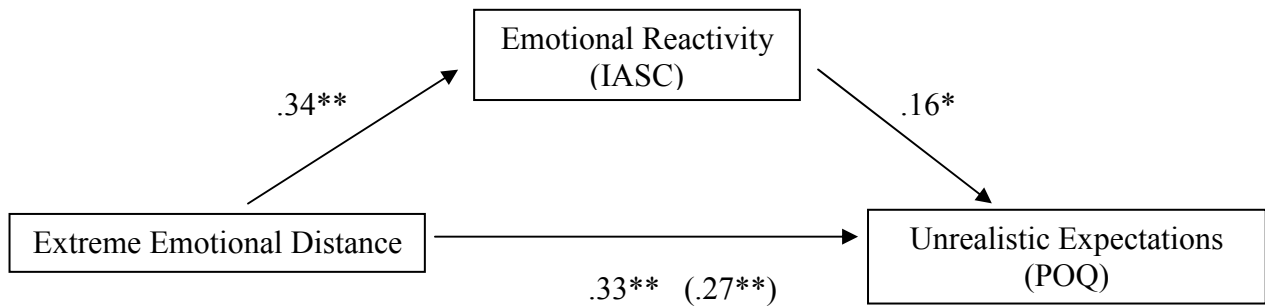 Emotional Reactivity
(IASC)
.34**
.16*
Extreme Emotional Distance
Unrealistic Expectations
(POQ)
.33** (.27**)